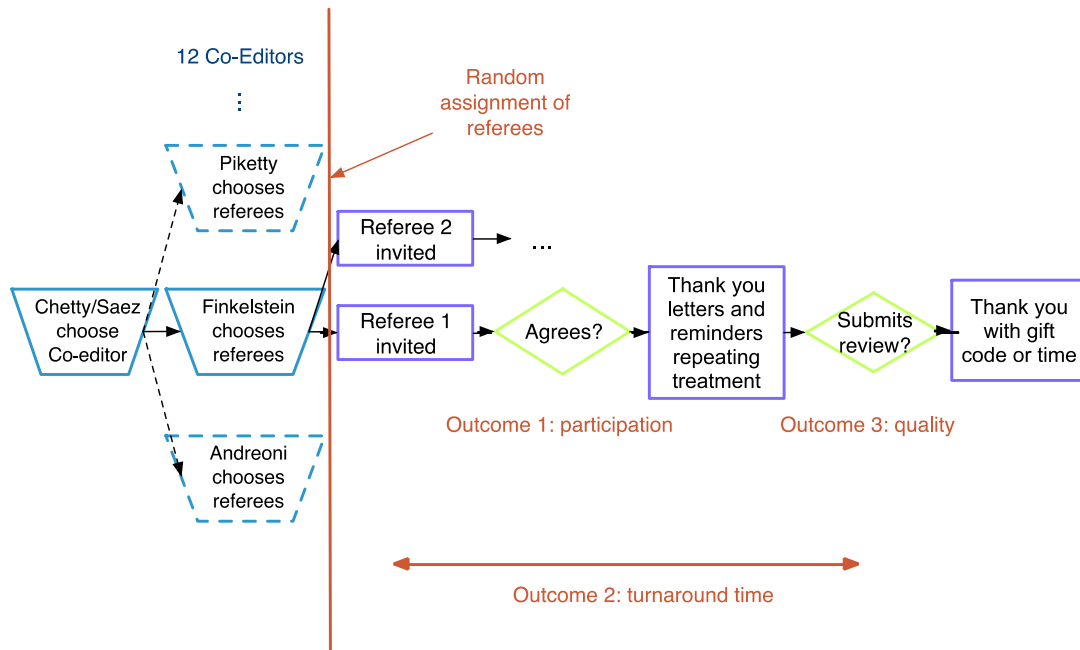 12 Co-Editors
...
Random
assignment of
referees
Piketty
chooses
referees
Referee 2
invited
...
Chetty/Saez
choose
Co-editor
Finkelstein
chooses
referees
Referee 1
invited
Agrees?
Thank you
letters and
reminders
repeating
treatment
Submits
review?
Thank you
with gift
code or time
Outcome 1: participation
Outcome 3: quality
Andreoni
chooses
referees
Outcome 2: turnaround time